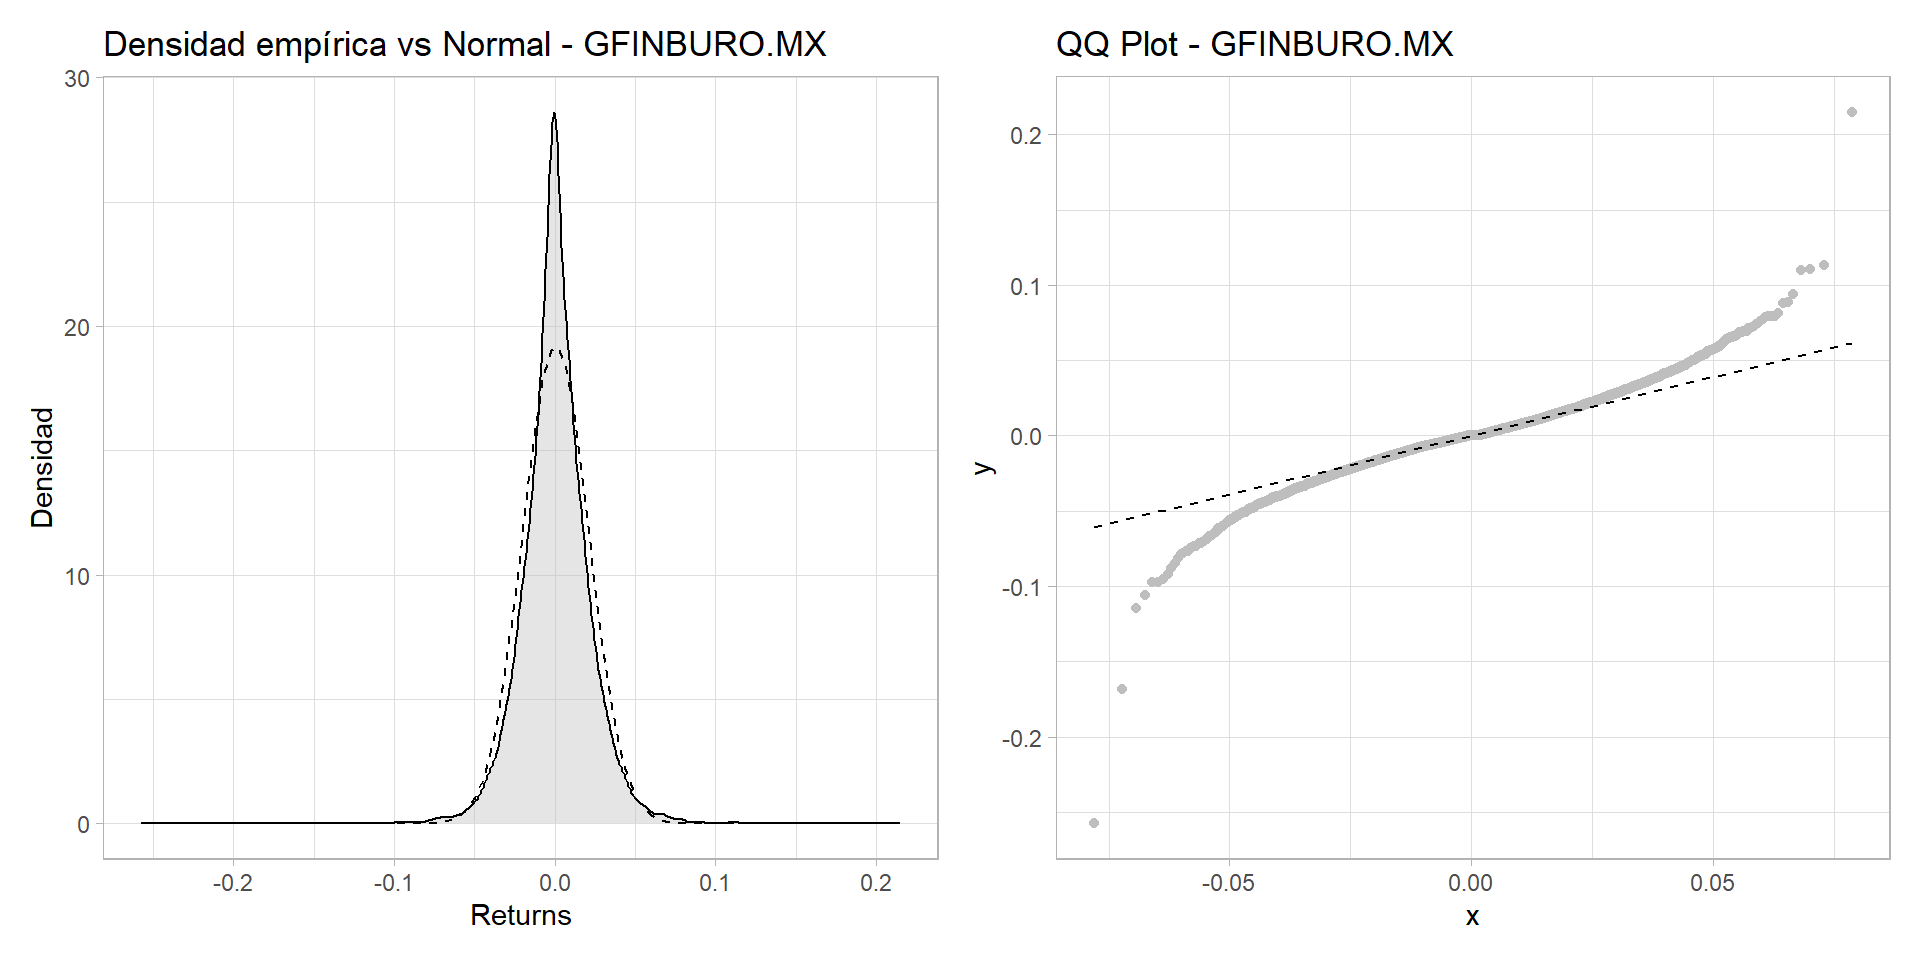 Densidad empírica vs Normal - GFINBURO.MX
30
20
10
0
Densidad
-0.2
-0.1
0.0
0.1
0.2
Returns
QQ Plot - GFINBURO.MX
0.2
0.1
0.0
-0.1
-0.2
y
-0.05
0.00
0.05
x